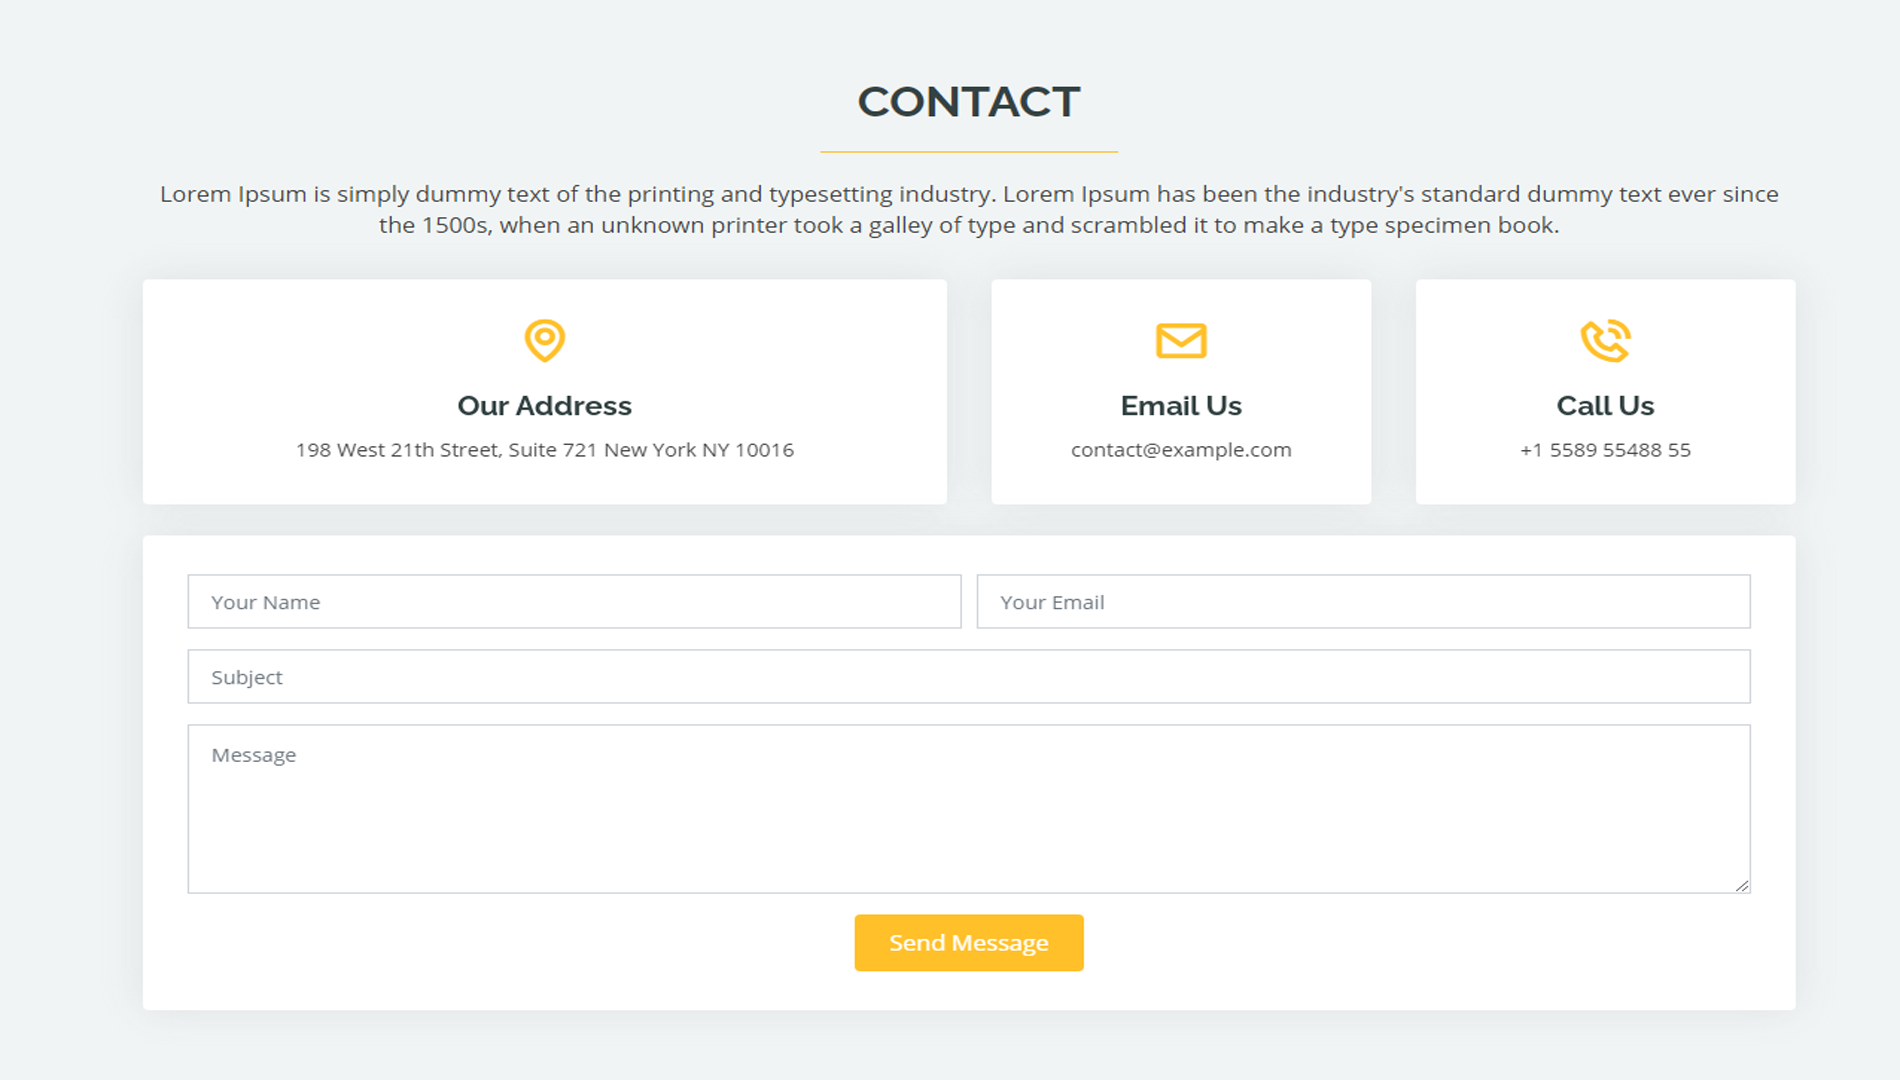 CONTACT
Lorem Ipsum is simply dummy text of the printing and typesetting industry. Lorem Ipsum has been the industry's standard dummy text ever since
the 1500s, when an unknown printer took a galley of type and scrambled it to make a type specimen book.
Our Address
198 West 21th Street, Suite 721 New York NY 10016
Email Us
contact@example.com
Call Us
+1 5589 55488 55
Your Name
Your Email
Subject
Message
Send Message